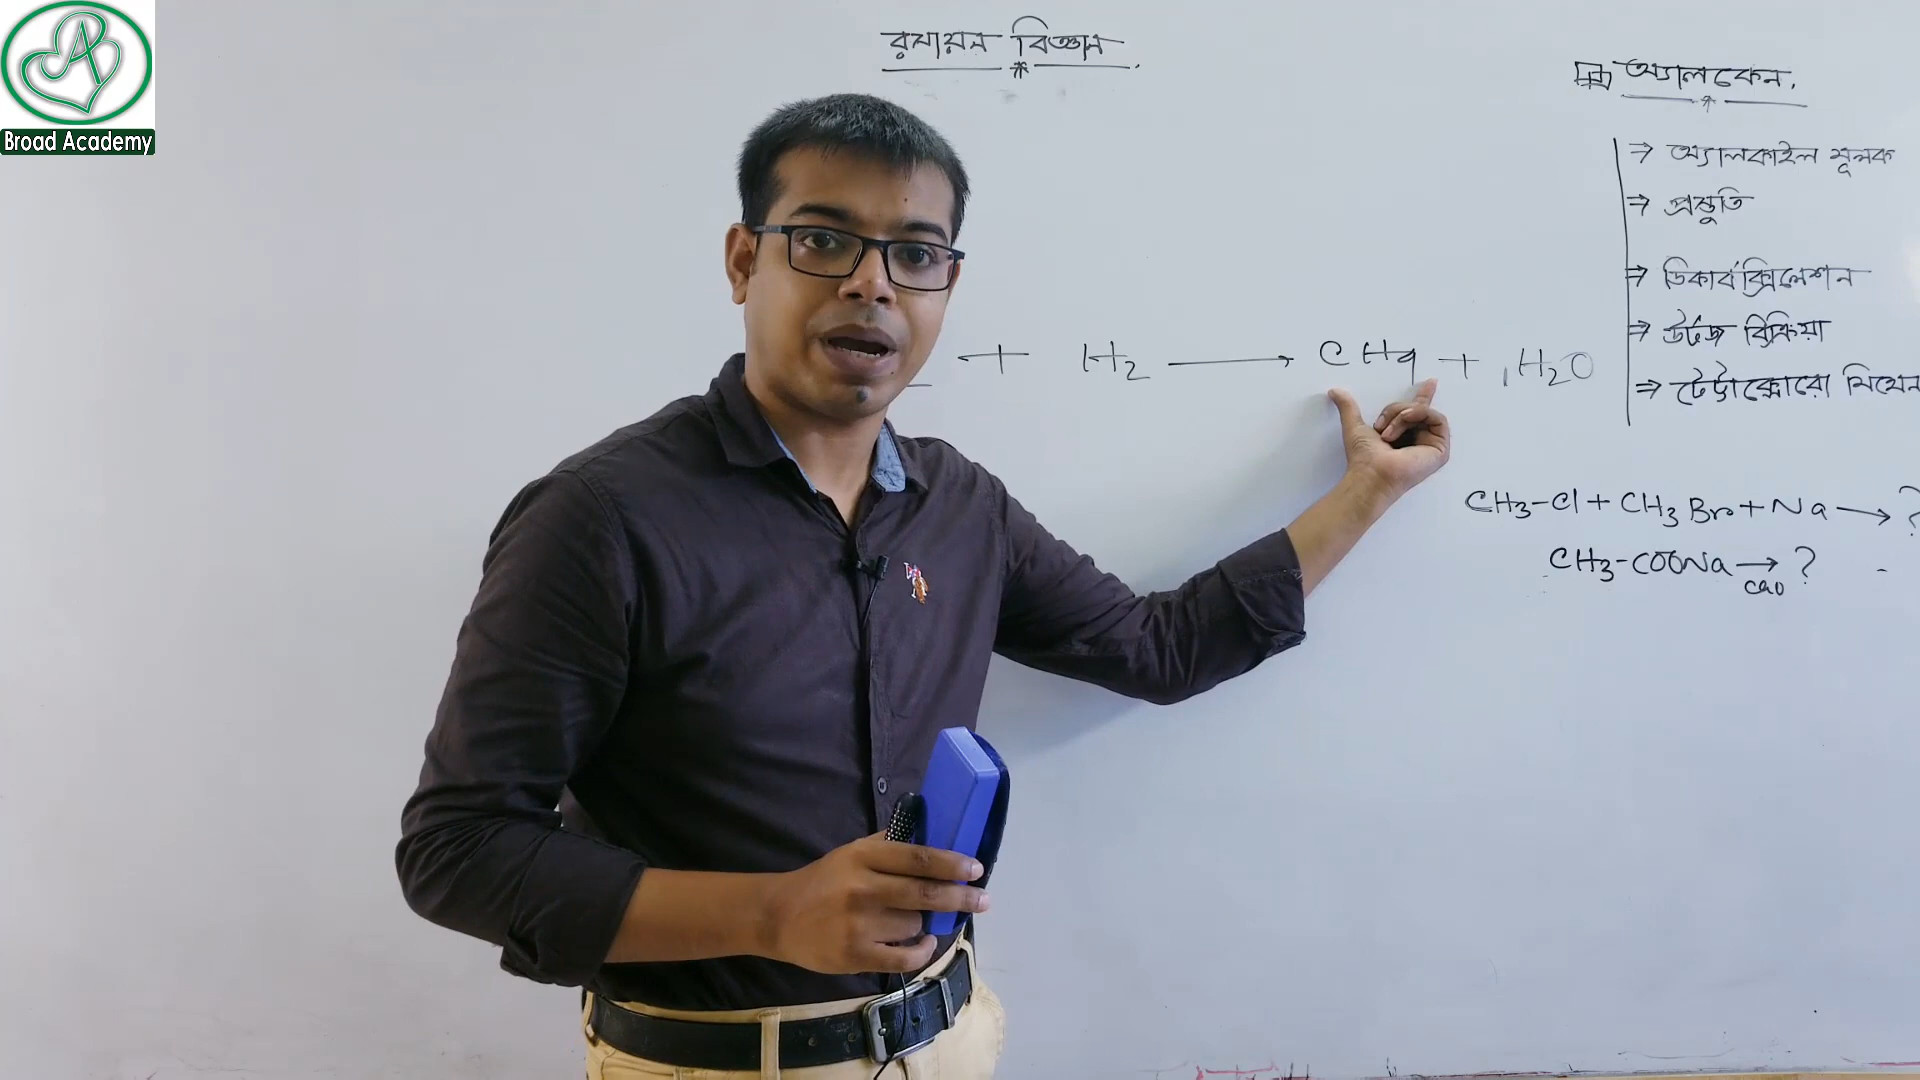 Broad Academy
রসায়ন বিজ্ঞান
অ্যালকেন.
⇒ অ্যালকাইল মূলক
⇒ প্রস্তুতি
⇒ ডিকার্বক্সিলেশন
⇒ উর্টজ বিক্রিয়া
⇒ টেট্রাক্লোরো মিথেন
+ H₂ ⟶ CH₄ + H₂O
CH₃-Cl + CH₃Br + Na ⟶ ?
CH₃-COONa ⟶ ?
CaO